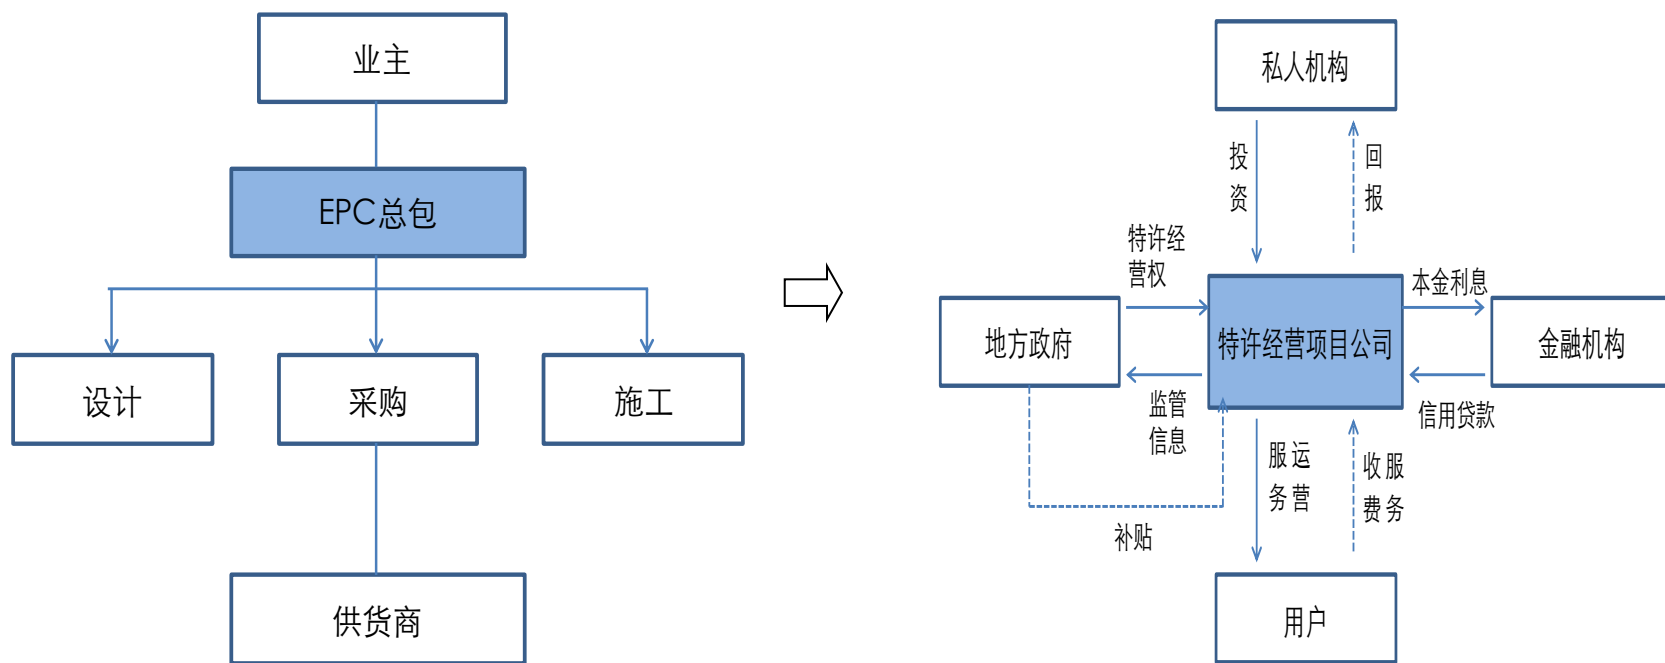 业主
EPC总包
设计
采购
施工
供货商
私人机构
投
资
回
报
特许经
营权
地方政府
特许经营项目公司
本金利息
金融机构
监管
信息
信用贷款
补贴
服运
务营
收服
费务
用户